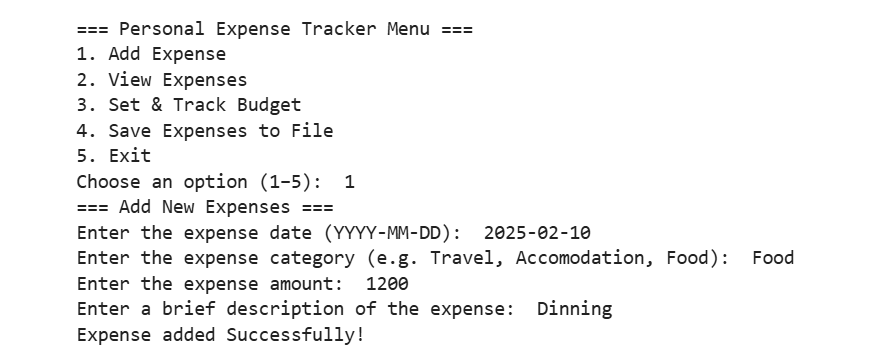 === Personal Expense Tracker Menu ===
1. Add Expense
2. View Expenses
3. Set & Track Budget
4. Save Expenses to File
5. Exit
Choose an option (1–5):  1
=== Add New Expenses ===
Enter the expense date (YYYY-MM-DD):  2025-02-10
Enter the expense category (e.g. Travel, Accomodation, Food):  Food
Enter the expense amount:  1200
Enter a brief description of the expense:  Dinning
Expense added Successfully!